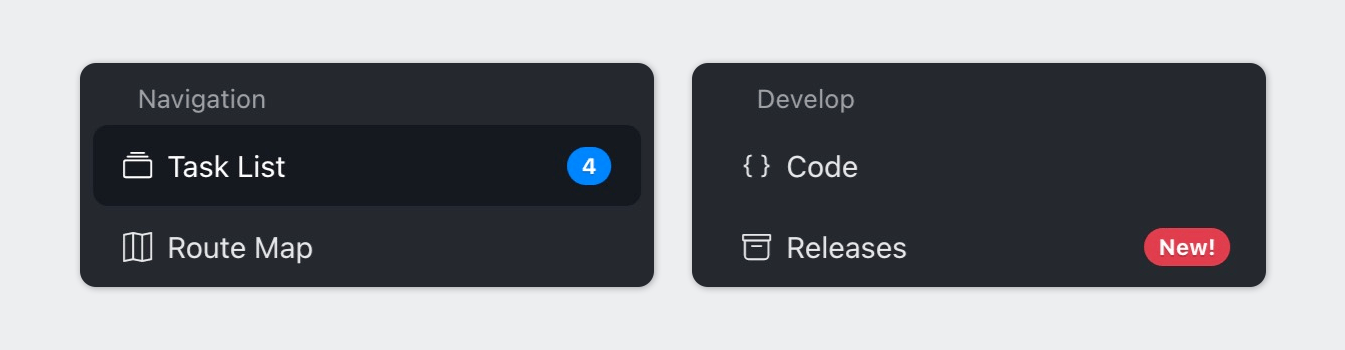 Navigation
Task List 4
Route Map
Develop
{ } Code
Releases New!